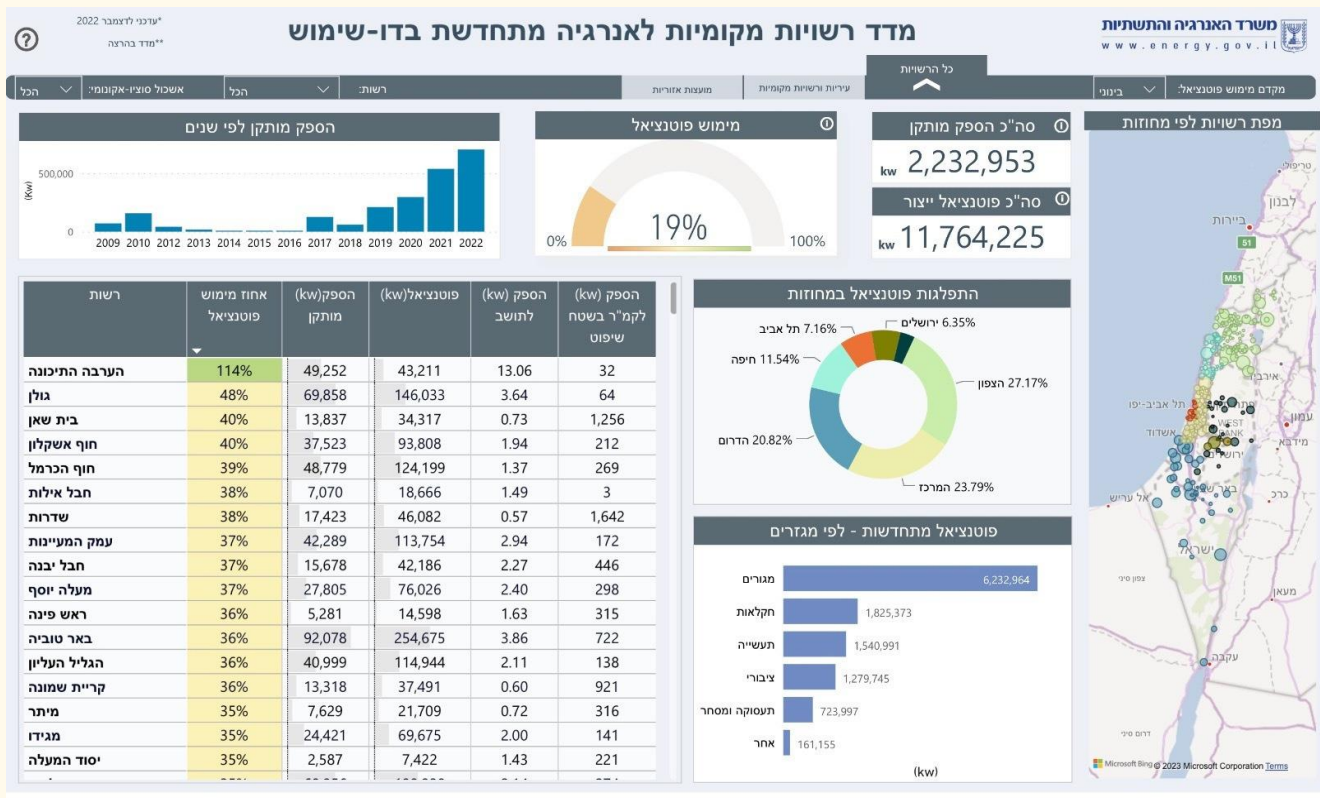 משרד האנרגיה והתשתיות
www.energy.gov.il
מדד רשויות מקומיות לאנרגיה מתחדשת בדו-שימוש
*עדכני לדצמבר 2022
**מדד בהרצה
?
מקדם מימוש פוטנציאל: בינוני
כל הרשויות
עיריות ורשויות מקומיות
מועצות אזוריות
רשות: הכל
אשכול סוציו-אקונומי: הכל
מפת רשויות לפי מחוזות
טריפולי
לבנון
ביירות
51
M51
אירביד
תל אביב-יפו
WEST
BANK
עמון
אשדוד
מידבא
אל עריש
כרך
ישראל
צפון סיני
מעאן
עקבה
דרום סיני
Microsoft Bing
© 2023 Microsoft Corporation Terms
סה"כ הספק מותקן
kw 2,232,953
סה"כ פוטנציאל ייצור
kw 11,764,225
מימוש פוטנציאל
19%
0%
100%
הספק מותקן לפי שנים
(Kw)
500,000
0
2009 2010 2012 2013 2014 2015 2016 2017 2018 2019 2020 2021 2022
התפלגות פוטנציאל במחוזות
ירושלים 6.35%
תל אביב 7.16%
חיפה 11.54%
הצפון 27.17%
הדרום 20.82%
המרכז 23.79%
פוטנציאל מתחדשות - לפי מגזרים
מגורים 6,232,964
חקלאות 1,825,373
תעשייה 1,540,991
ציבורי 1,279,745
תעסוקה ומסחר 723,997
אחר 161,155
(kw)
רשות
אחוז מימוש פוטנציאל
הספק(kw) מותקן
פוטנציאל(kw)
הספק (kw) לתושב
הספק (kw) לקמ"ר בשטח שיפוט
הערבה התיכונה 114% 49,252 43,211 13.06 32
גולן 48% 69,858 146,033 3.64 64
בית שאן 40% 13,837 34,317 0.73 1,256
חוף אשקלון 40% 37,523 93,808 1.94 212
חוף הכרמל 39% 48,779 124,199 1.37 269
חבל אילות 38% 7,070 18,666 1.49 3
שדרות 38% 17,423 46,082 0.57 1,642
עמק המעיינות 37% 42,289 113,754 2.94 172
חבל יבנה 37% 15,678 42,186 2.27 446
מעלה יוסף 37% 27,805 76,026 2.40 298
ראש פינה 36% 5,281 14,598 1.63 315
באר טוביה 36% 92,078 254,675 3.86 722
הגליל העליון 36% 40,999 114,944 2.11 138
קריית שמונה 36% 13,318 37,491 0.60 921
מיתר 35% 7,629 21,709 0.72 316
מגידו 35% 24,421 69,675 2.00 141
יסוד המעלה 35% 2,587 7,422 1.43 221